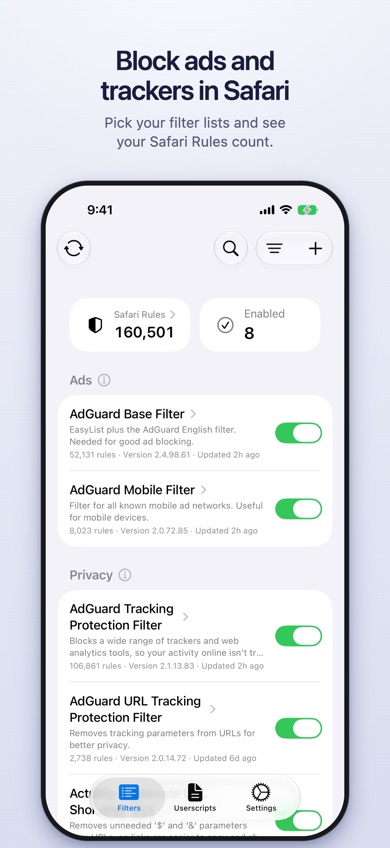 Block ads and
trackers in Safari
Pick your filter lists and see
your Safari Rules count.
9:41
Safari Rules
160,501
Enabled
8
Ads
AdGuard Base Filter
EasyList plus the AdGuard English filter.
Needed for good ad blocking.
52,131 rules · Version 2.4.98.61 · Updated 2h ago
AdGuard Mobile Filter
Filter for all known mobile ad networks. Useful
for mobile devices.
8,023 rules · Version 2.0.72.85 · Updated 2h ago
Privacy
AdGuard Tracking
Protection Filter
Blocks a wide range of trackers and web
analytics tools, so your activity online isn't tr...
106,861 rules · Version 2.1.13.83 · Updated 2h ago
AdGuard URL Tracking
Protection Filter
Removes tracking parameters from URLs for
better privacy.
2,738 rules · Version 2.0.14.72 · Updated 6d ago
Filters
Userscripts
Settings
Removes unneeded '$' and '&' parameters